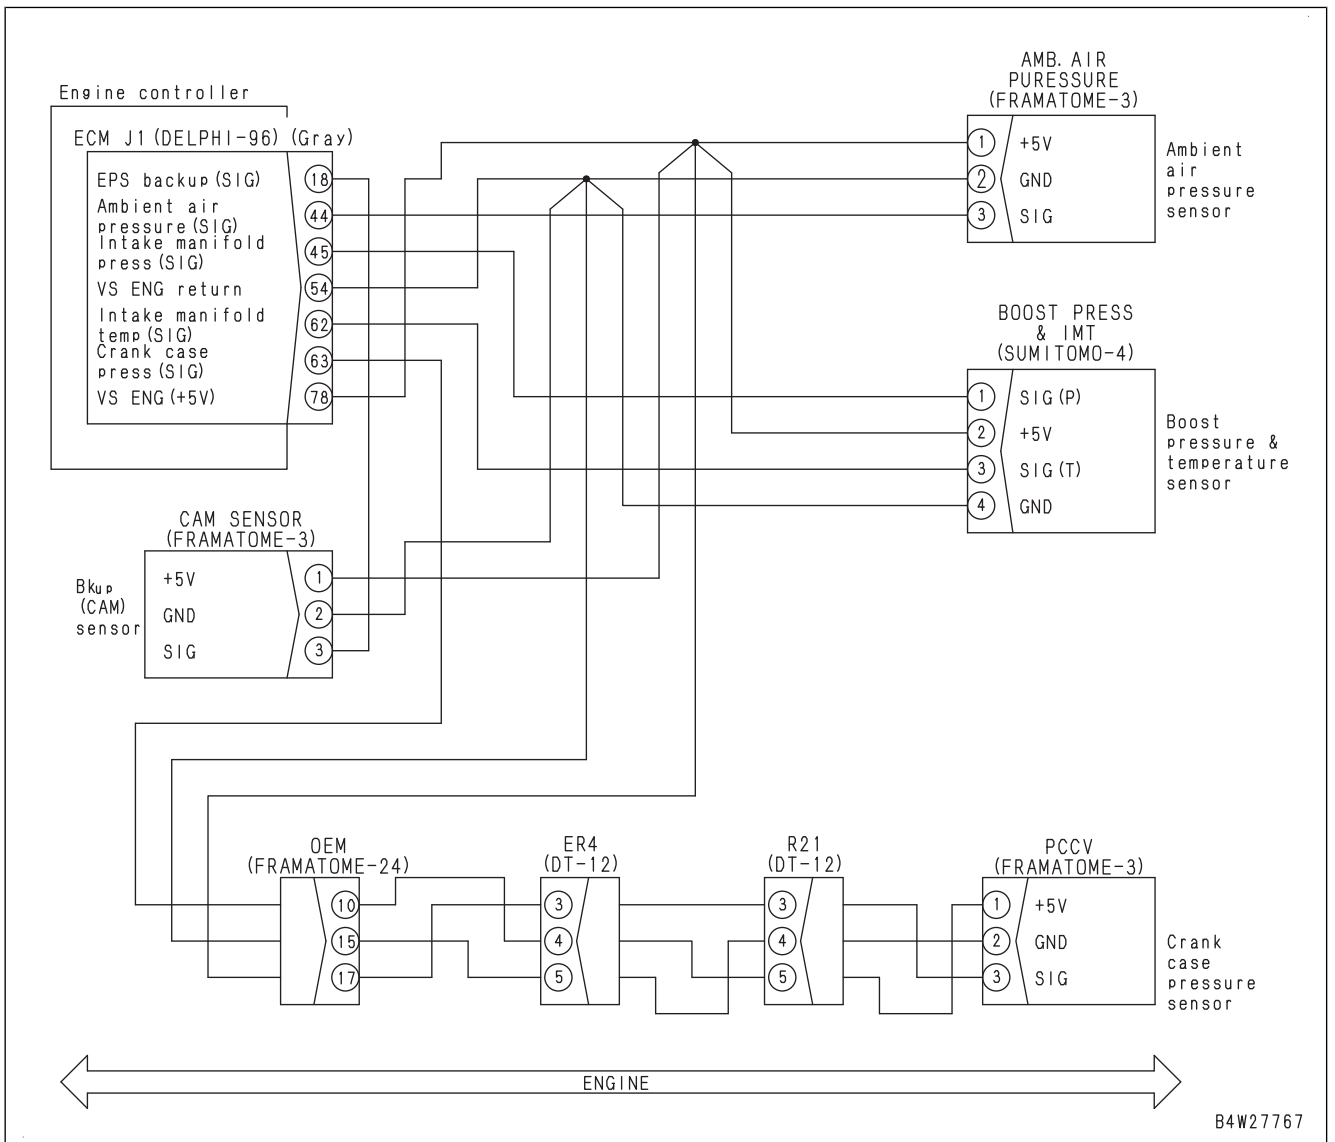 Engine controller
ECM J1(DELPHI-96)(Gray)
EPS backup(SIG)
18
Ambient air
pressure(SIG)
44
Intake manifold
press(SIG)
45
VS ENG return
54
Intake manifold
temp(SIG)
62
Crank case
press(SIG)
63
VS ENG(+5V)
78
AMB. AIR
PURESSURE
(FRAMATOME-3)
1 +5V
2 GND
3 SIG
Ambient
air
pressure
sensor
BOOST PRESS
& IMT
(SUMITOMO-4)
1 SIG(P)
2 +5V
3 SIG(T)
4 GND
Boost
pressure &
temperature
sensor
CAM SENSOR
(FRAMATOME-3)
+5V 1
GND 2
SIG 3
Bkup
(CAM)
sensor
OEM
(FRAMATOME-24)
10
15
17
ER4
(DT-12)
3
4
5
R21
(DT-12)
3
4
5
PCCV
(FRAMATOME-3)
1 +5V
2 GND
3 SIG
Crank
case
pressure
sensor
ENGINE
B4W27767